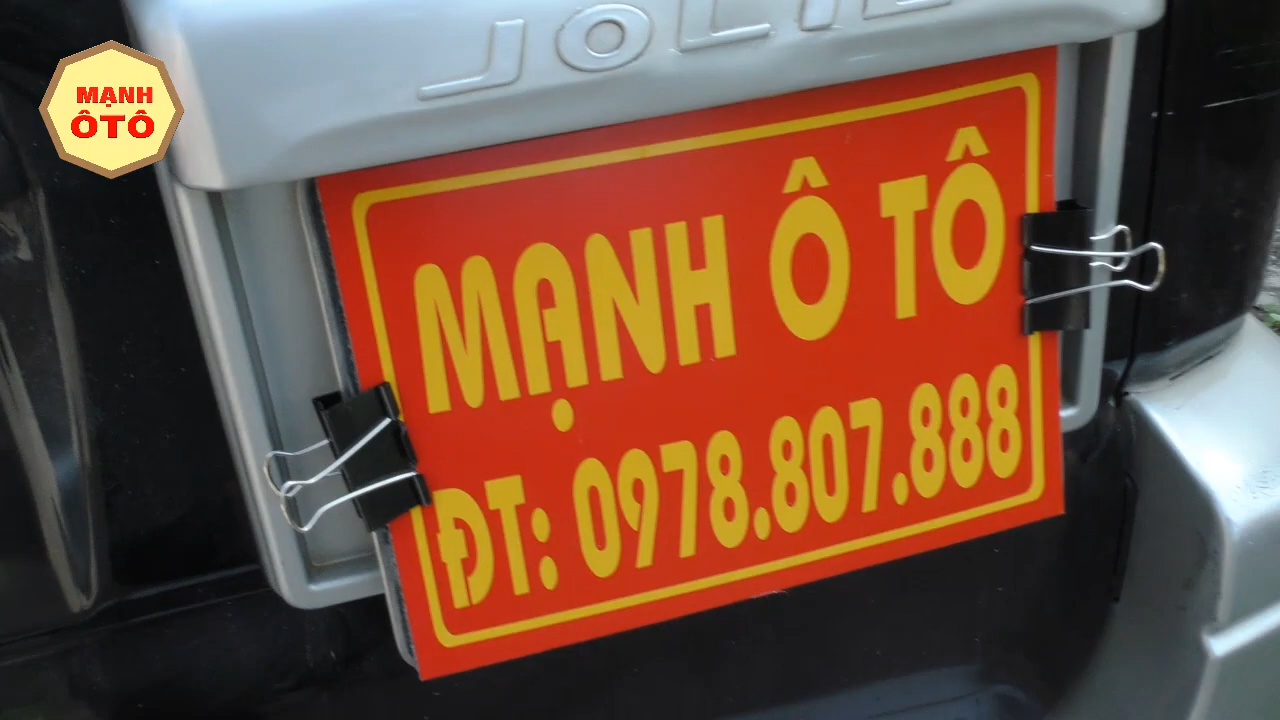 JOLIE
MẠNH
ÔTÔ
MẠNH Ô TÔ
ĐT: 0978.807.888